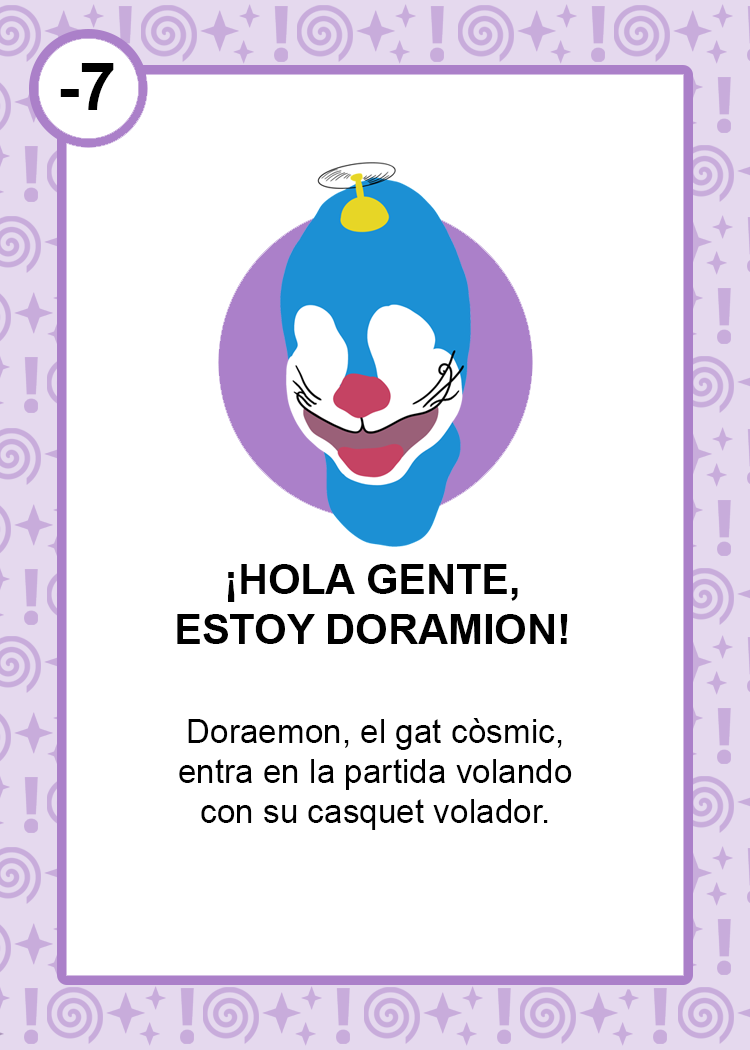 -7
¡HOLA GENTE,
ESTOY DORAMION!
Doraemon, el gat còsmic,
entra en la partida volando
con su casquet volador.